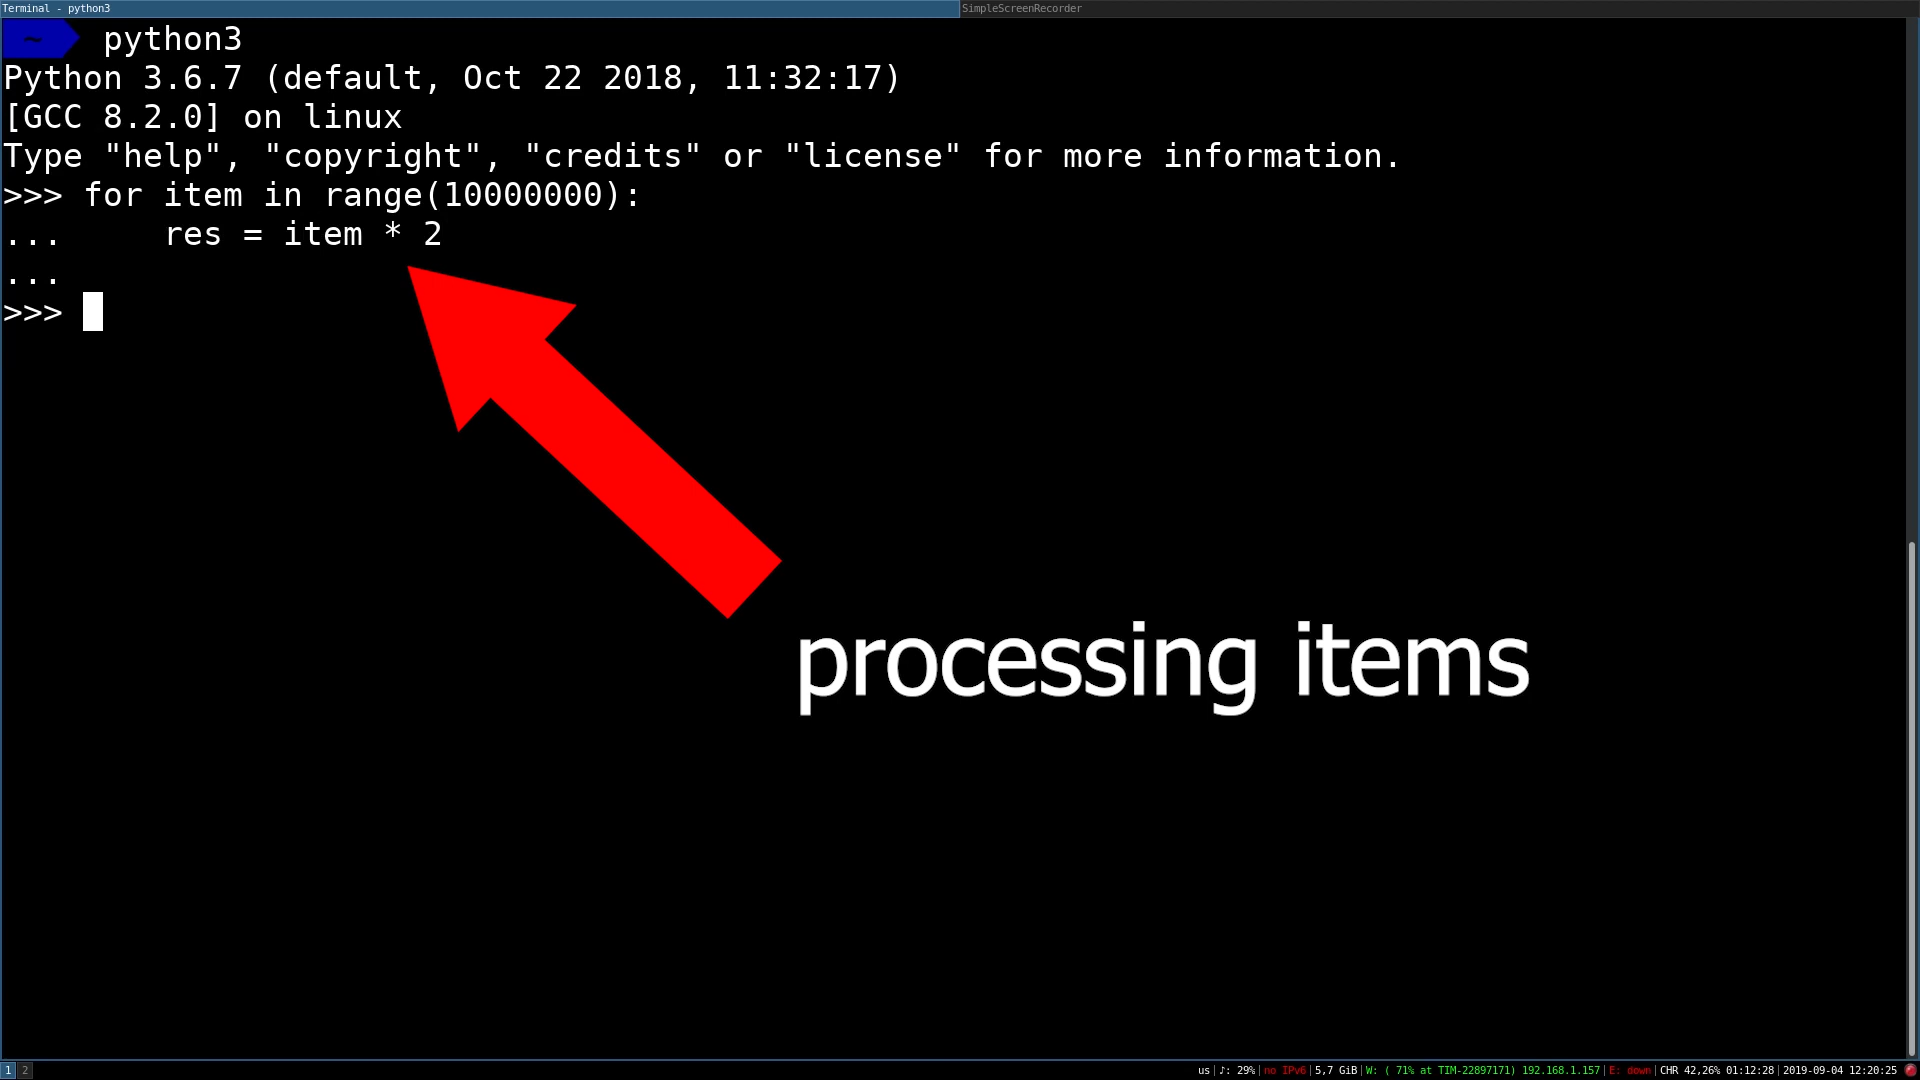 Terminal - python3
SimpleScreenRecorder
~ python3
Python 3.6.7 (default, Oct 22 2018, 11:32:17)
[GCC 8.2.0] on linux
Type "help", "copyright", "credits" or "license" for more information.
>>> for item in range(10000000):
...     res = item * 2
...
>>>
processing items
1 2
us|♪: 29%|no IPv6|5,7 GiB|W: ( 71% at TIM-22897171) 192.168.1.157|E: down|CHR 42,26% 01:12:28|2019-09-04 12:20:25